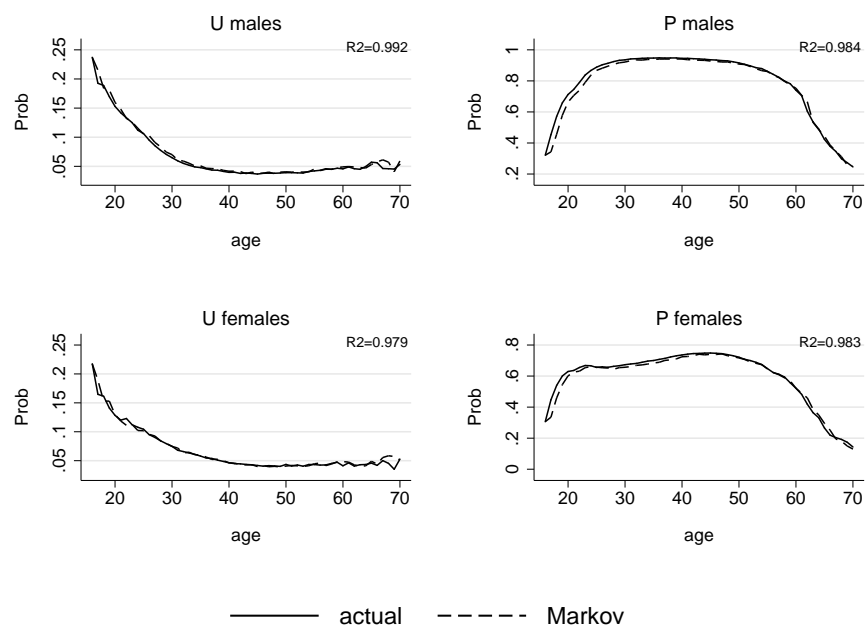 U males
R2=0.992
Prob
.25
.2
.15
.1
.05
20 30 40 50 60 70
age
P males
R2=0.984
Prob
1
.8
.6
.4
.2
20 30 40 50 60 70
age
U females
R2=0.979
Prob
.25
.2
.15
.1
.05
20 30 40 50 60 70
age
P females
R2=0.983
Prob
.8
.6
.4
.2
0
20 30 40 50 60 70
age
actual Markov